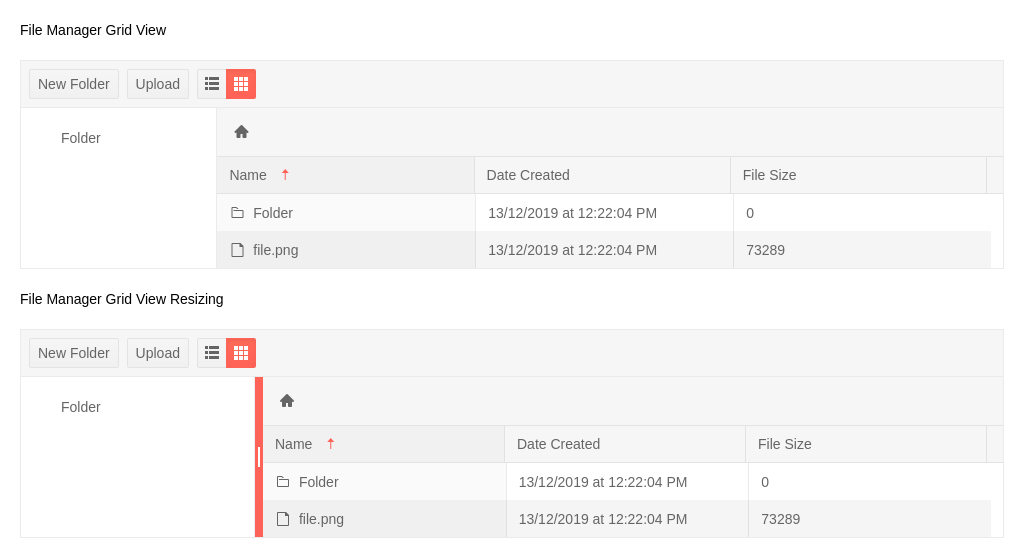 File Manager Grid View
New Folder Upload
Folder
Name Date Created File Size
Folder 13/12/2019 at 12:22:04 PM 0
file.png 13/12/2019 at 12:22:04 PM 73289
File Manager Grid View Resizing
New Folder Upload
Folder
Name Date Created File Size
Folder 13/12/2019 at 12:22:04 PM 0
file.png 13/12/2019 at 12:22:04 PM 73289